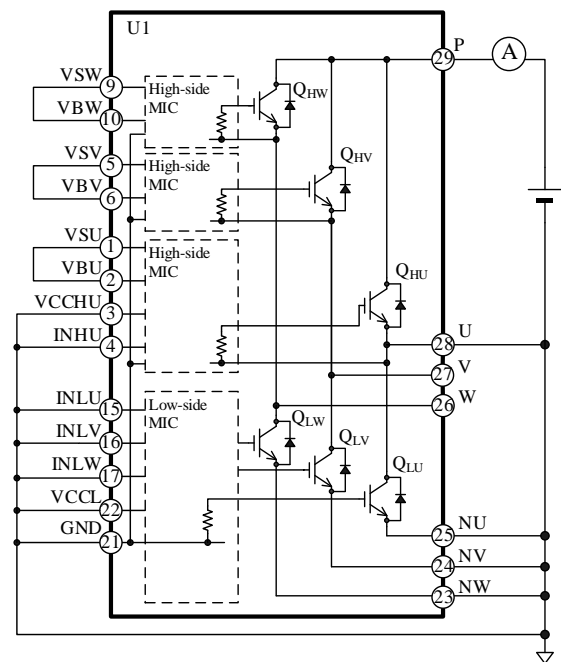 U1
P
29
A
VSW
9
High-side
MIC
QHW
VBW
10
VSV
5
High-side
MIC
QHV
VBV
6
VSU
1
High-side
MIC
VBU
2
QHU
VCCHU
3
INHU
4
U
28
V
27
W
26
INLU
15
Low-side
MIC
QLW
INLV
16
QLV
INLW
17
QLU
VCCL
22
GND
21
NU
25
NV
24
NW
23